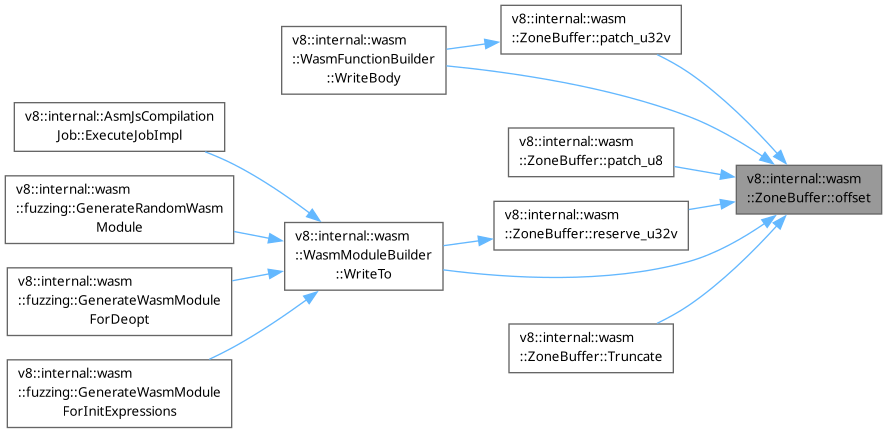 v8::internal::wasm
::ZoneBuffer::patch_u32v
v8::internal::wasm
::WasmFunctionBuilder
::WriteBody
v8::internal::AsmJsCompilation
Job::ExecuteJobImpl
v8::internal::wasm
::ZoneBuffer::patch_u8
v8::internal::wasm
::ZoneBuffer::offset
v8::internal::wasm
::fuzzing::GenerateRandomWasm
Module
v8::internal::wasm
::ZoneBuffer::reserve_u32v
v8::internal::wasm
::WasmModuleBuilder
::WriteTo
v8::internal::wasm
::fuzzing::GenerateWasmModule
ForDeopt
v8::internal::wasm
::ZoneBuffer::Truncate
v8::internal::wasm
::fuzzing::GenerateWasmModule
ForInitExpressions